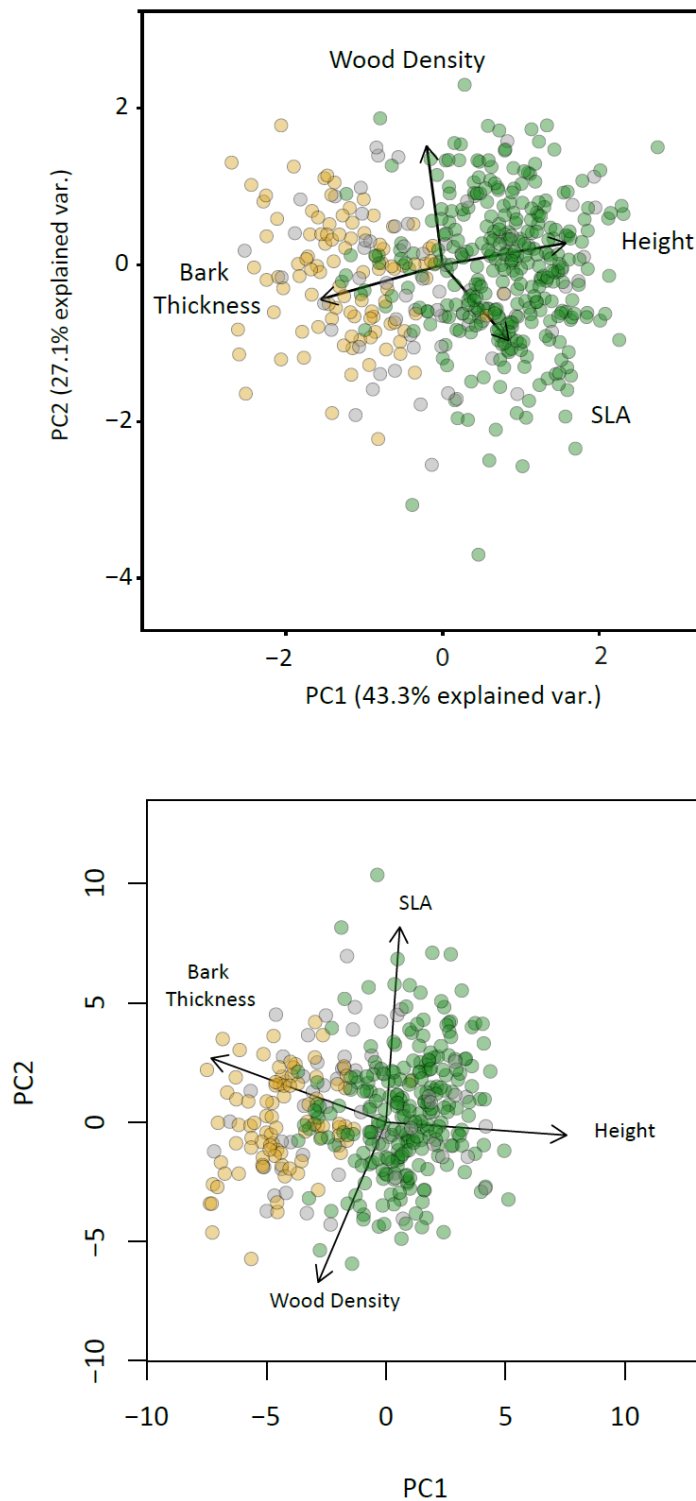 Wood Density
2
Height
0
Bark
Thickness
PC2 (27.1% explained var.)
−2
SLA
−4
−2
0
2
PC1 (43.3% explained var.)
10
SLA
Bark
Thickness
5
PC2
0
Height
−5
Wood Density
−10
−10
−5
0
5
10
PC1